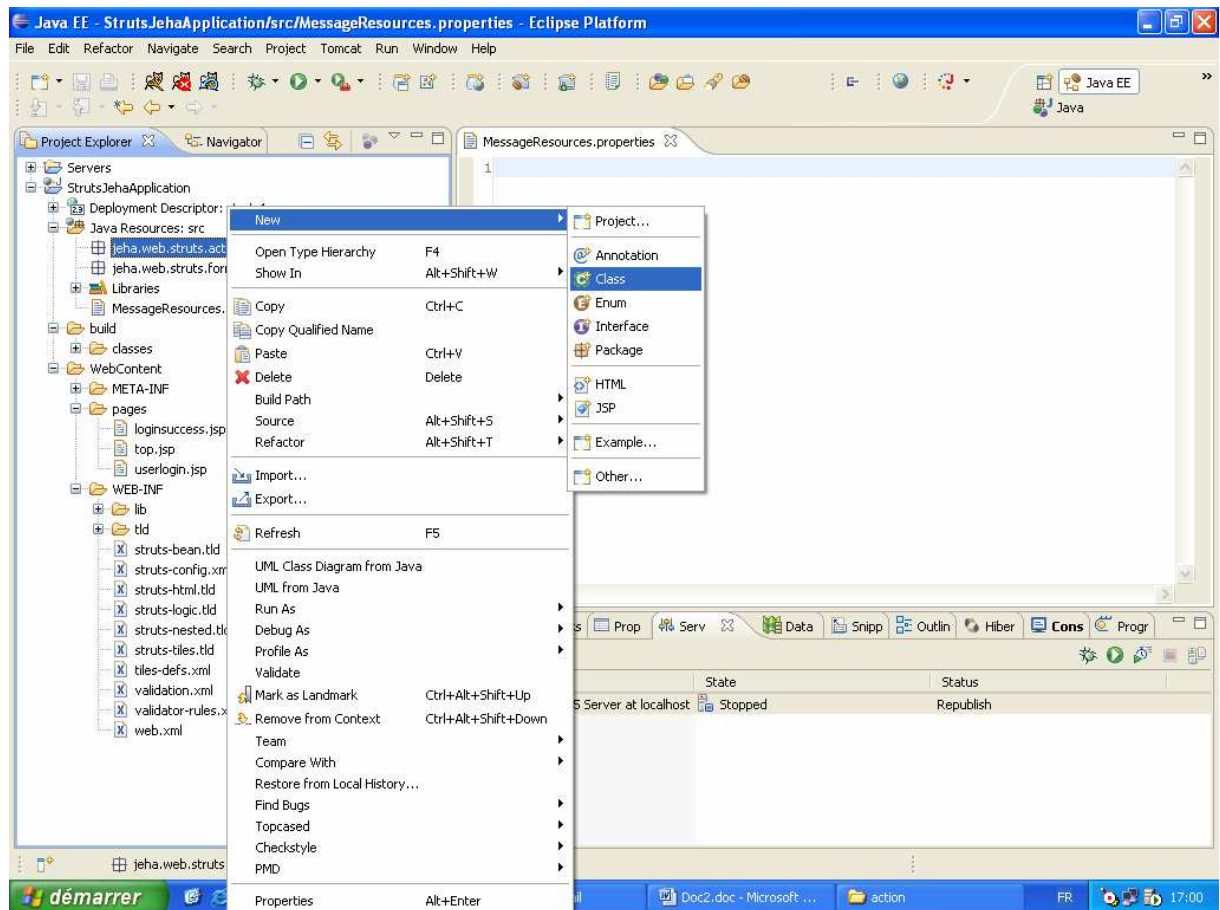 Java EE - StrutsJehaApplication/src/MessageResources.properties - Eclipse Platform
File Edit Refactor Navigate Search Project Tomcat Run Window Help
Java EE
Java
Project Explorer
Navigator
MessageResources.properties
1
Servers
StrutsJehaApplication
Deployment Descriptor:
Java Resources: src
jeha.web.struts.act
jeha.web.struts.for
Libraries
MessageResources.
build
classes
WebContent
META-INF
pages
loginsuccess.jsp
top.jsp
userlogin.jsp
WEB-INF
lib
tld
struts-bean.tld
struts-config.xm
struts-html.tld
struts-logic.tld
struts-nested.tld
struts-tiles.tld
tiles-defs.xml
validation.xml
validator-rules.x
web.xml
New
Open Type Hierarchy F4
Show In Alt+Shift+W
Copy Ctrl+C
Copy Qualified Name
Paste Ctrl+V
Delete Delete
Build Path
Source Alt+Shift+S
Refactor Alt+Shift+T
Import...
Export...
Refresh F5
UML Class Diagram from Java
UML from Java
Run As
Debug As
Profile As
Validate
Mark as Landmark Ctrl+Alt+Shift+Up
Remove from Context Ctrl+Alt+Shift+Down
Team
Compare With
Restore from Local History...
Find Bugs
Topcased
Checkstyle
PMD
Properties Alt+Enter
Project...
Annotation
Class
Enum
Interface
Package
HTML
JSP
Example...
Other...
s Prop Serv Data Snipp Outlin Hiber Cons Progr
State Status
5 Server at localhost Stopped Republish
jeha.web.struts
démarrer
il
Doc2.doc - Microsoft ...
action
FR
17:00